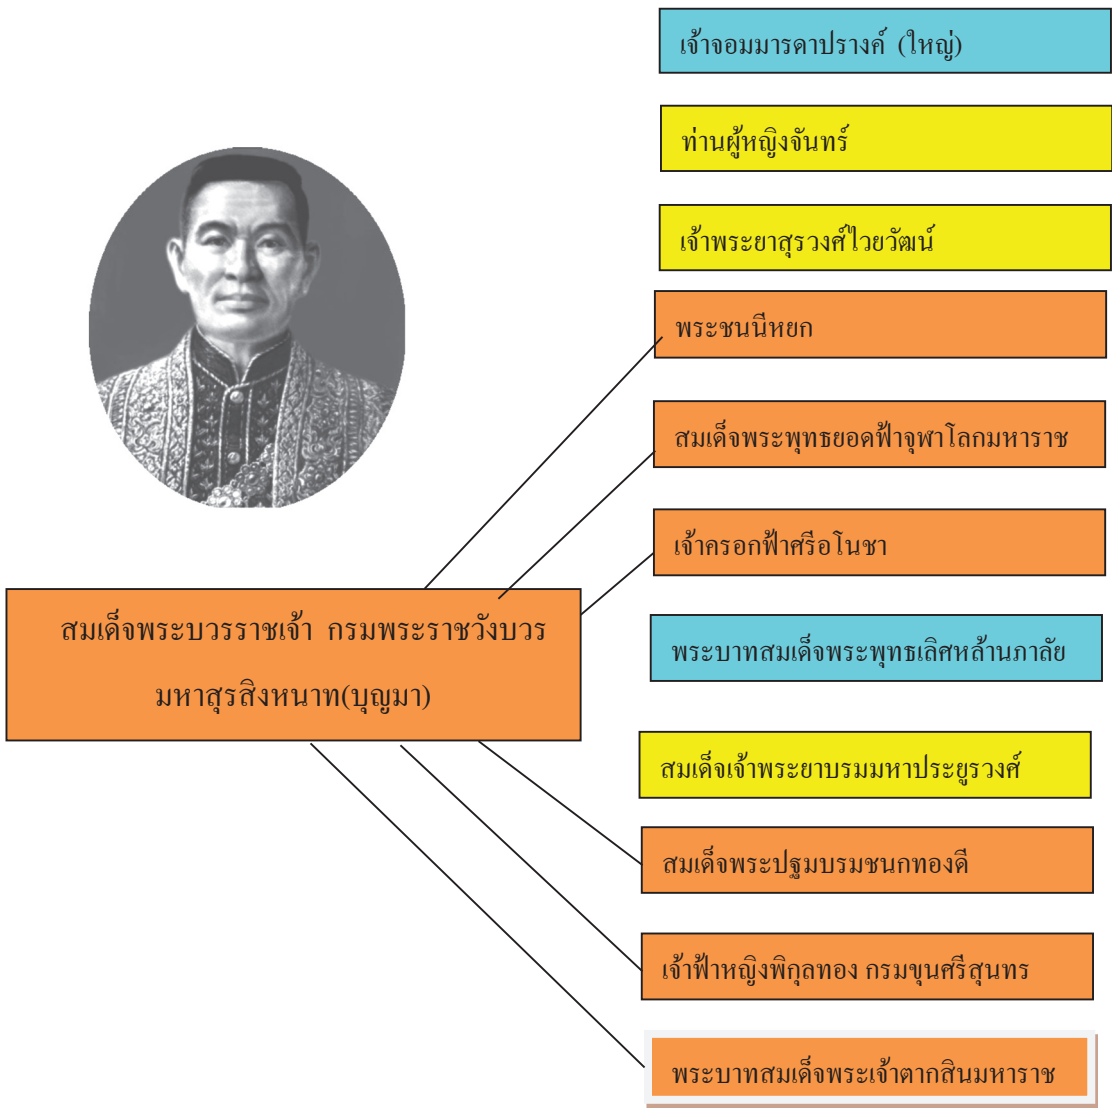 เจ้าจอมมารดาปรางค์ (ใหญ่)
ท่านผู้หญิงจันทร์
เจ้าพระยาสุรวงศ์ไวยวัฒน์
พระชนนีหยก
สมเด็จพระพุทธยอดฟ้าจุฬาโลกมหาราช
เจ้าครอกฟ้าศรีอโนชา
สมเด็จพระบวรราชเจ้า กรมพระราชวังบวร
มหาสุรสิงหนาท(บุญมา)
พระบาทสมเด็จพระพุทธเลิศหล้านภาลัย
สมเด็จเจ้าพระยาบรมมหาประยูรวงศ์
สมเด็จพระปฐมบรมชนกทองดี
เจ้าฟ้าหญิงพิกุลทอง กรมขุนศรีสุนทร
พระบาทสมเด็จพระเจ้าตากสินมหาราช